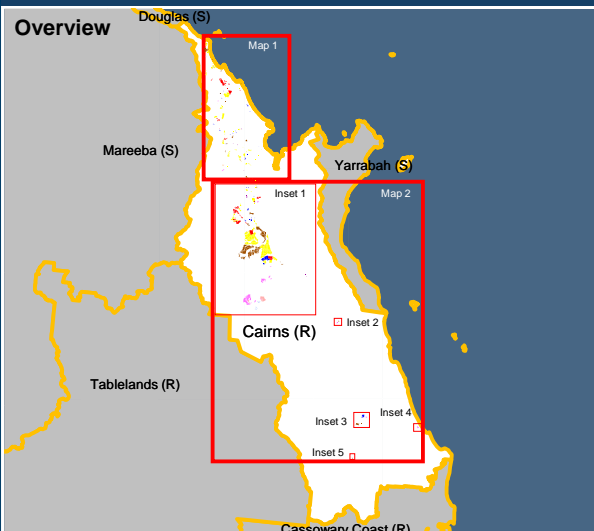 Douglas (S)
Overview
Map 1
Mareeba (S)
Yarrabah (S)
Inset 1
Map 2
Inset 2
Cairns (R)
Tablelands (R)
Inset 4
Inset 3
Inset 5
Cassowary Coast (R)